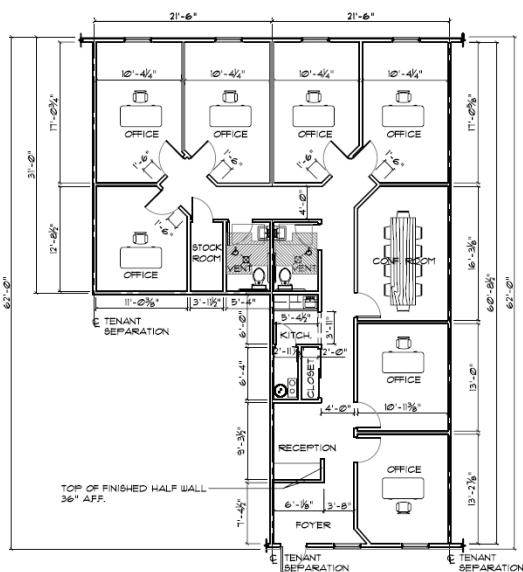 21'-6" 21'-6"
10'-4¼" 10'-4¼" 10'-4¼" 10'-4¼"
OFFICE OFFICE OFFICE OFFICE
17'-0¾"
17'-0⅜"
31'-0"
1'-6" 1'-6" 1'-6" 1'-6"
4'-0"
1'-6"
12'-8½"
STOCK
ROOM
VENT VENT
CONF. ROOM
16'-3⅛"
OFFICE
62'-0"
60'-8½"
62'-0"
11'-0⅜" 3'-1½" 5'-4"
5'-4½"
℄ TENANT
SEPARATION
6'-0"
KITCH.
3'-11"
2'-0"
OFFICE
13'-0"
6'-4"
CLOSET
4'-0" 10'-11⅜"
RECEPTION
9'-3½"
OFFICE
13'-2⅞"
TOP OF FINISHED HALF WALL
36" A.F.F.
6'-1⅛" 3'-8"
7'-4½"
FOYER
℄ TENANT
SEPARATION
℄ TENANT
SEPARATION